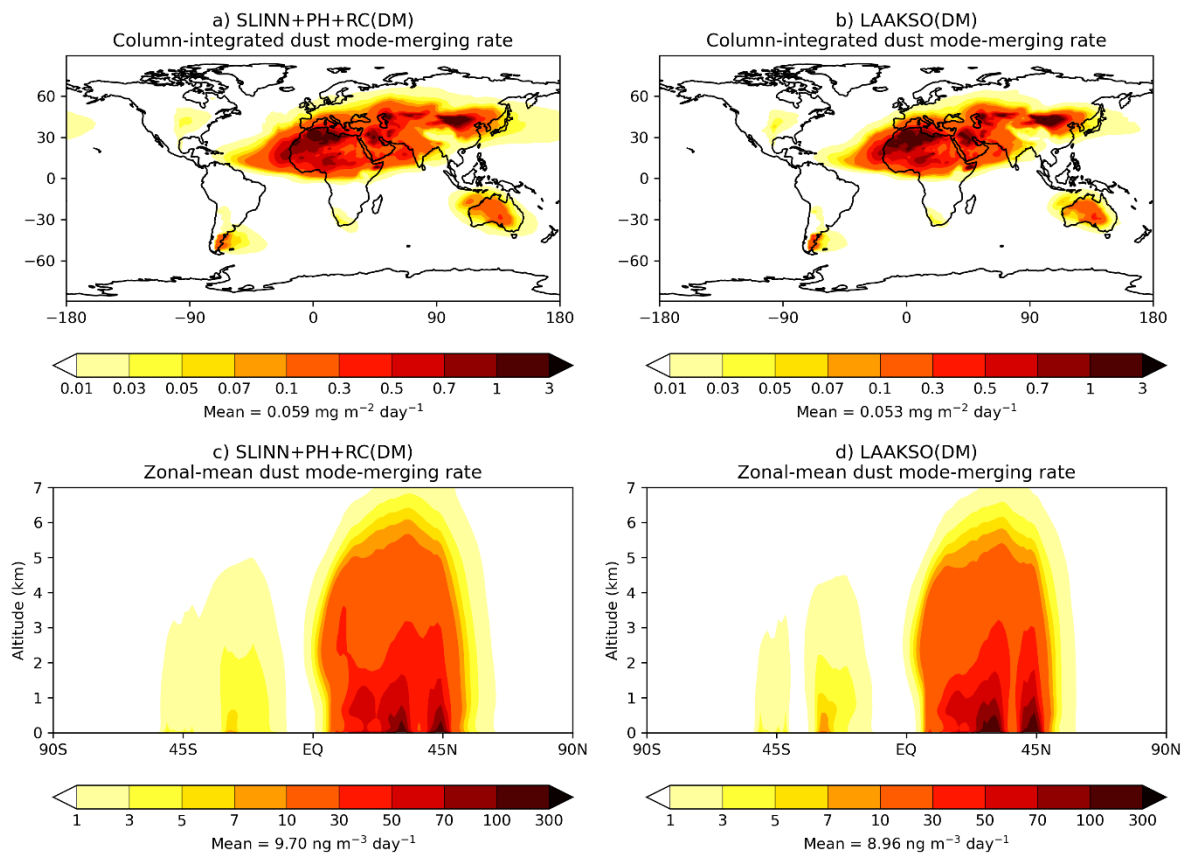 a) SLINN+PH+RC(DM)
Column-integrated dust mode-merging rate
60
30
0
−30
−60
−180 −90 0 90 180
0.01 0.03 0.05 0.07 0.1 0.3 0.5 0.7 1 3
Mean = 0.059 mg m⁻² day⁻¹
b) LAAKSO(DM)
Column-integrated dust mode-merging rate
60
30
0
−30
−60
−180 −90 0 90 180
0.01 0.03 0.05 0.07 0.1 0.3 0.5 0.7 1 3
Mean = 0.053 mg m⁻² day⁻¹
c) SLINN+PH+RC(DM)
Zonal-mean dust mode-merging rate
Altitude (km)
7
6
5
4
3
2
1
0
90S 45S EQ 45N 90N
1 3 5 7 10 30 50 70 100 300
Mean = 9.70 ng m⁻³ day⁻¹
d) LAAKSO(DM)
Zonal-mean dust mode-merging rate
Altitude (km)
7
6
5
4
3
2
1
0
90S 45S EQ 45N 90N
1 3 5 7 10 30 50 70 100 300
Mean = 8.96 ng m⁻³ day⁻¹